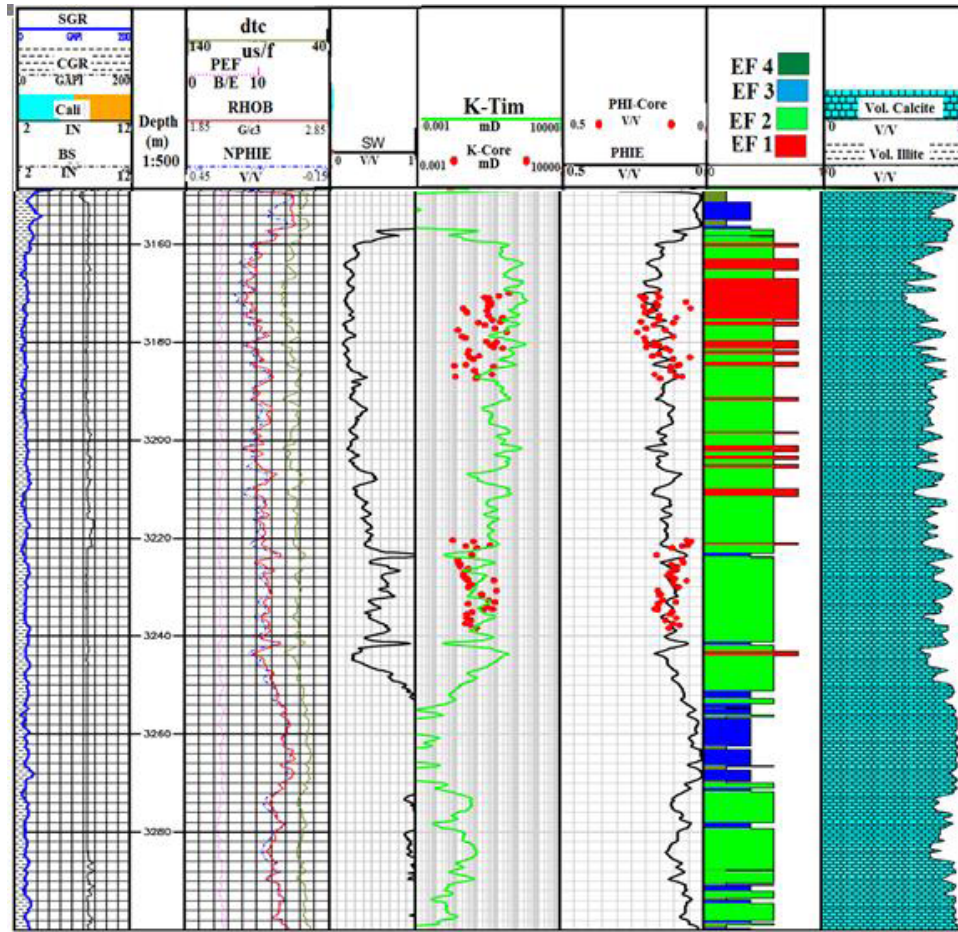 SGR
0 GAPI 200
CGR
0 GAPI 200
Cali
2 IN 12
BS
2 IN 12
Depth
(m)
1:500
dtc
140 us/f 40
PEF
0 B/E 10
RHOB
1.85 G/c3 2.85
NPHIE
0.45 V/V -0.15
SW
0 V/V 1
K-Tim
0.001 mD 10000
K-Core
0.001 mD 10000
PHI-Core
0.5 V/V 0.
PHIE
0.5 V/V 0.0
EF 4
EF 3
EF 2
EF 1
Vol. Calcite
0 V/V
Vol. Illite
V/V
3160
3180
3200
3220
3240
3260
3280